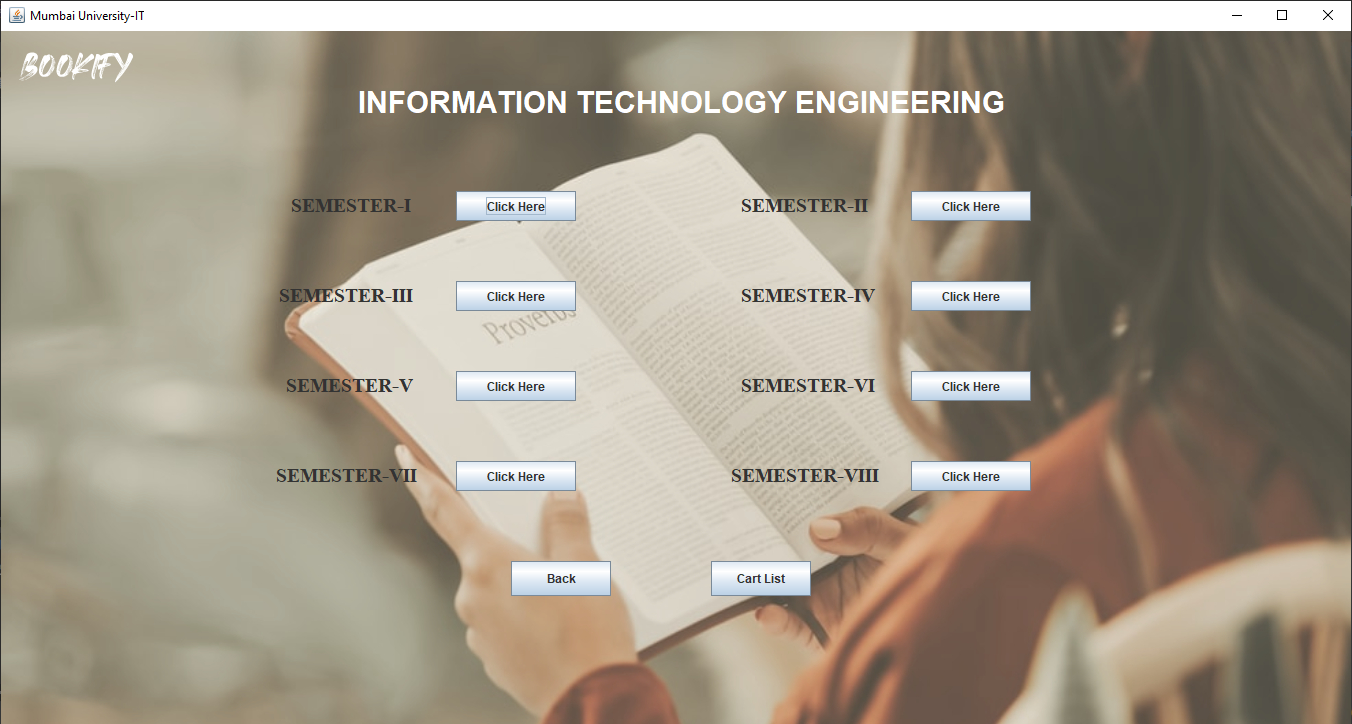 Mumbai University-IT
BOOKIFY
INFORMATION TECHNOLOGY ENGINEERING
SEMESTER-I Click Here SEMESTER-II Click Here
SEMESTER-III Click Here SEMESTER-IV Click Here
Proverbs
SEMESTER-V Click Here SEMESTER-VI Click Here
SEMESTER-VII Click Here SEMESTER-VIII Click Here
Back Cart List